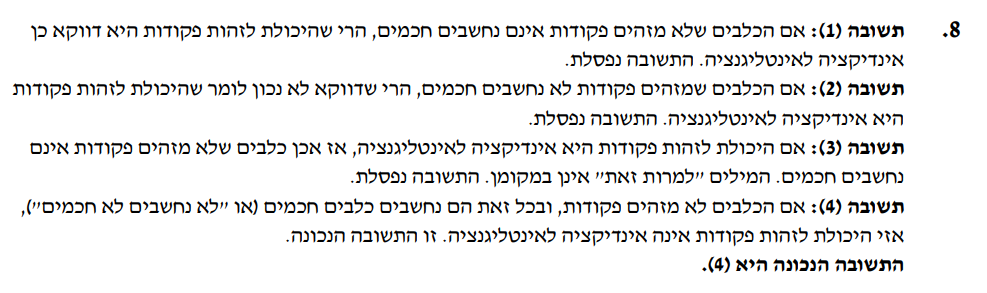 8. תשובה (1): אם הכלבים שלא מזהים פקודות אינם נחשבים חכמים, הרי שהיכולת לזהות פקודות היא דווקא כן
אינדיקציה לאינטליגנציה. התשובה נפסלת.
תשובה (2): אם הכלבים שמזהים פקודות לא נחשבים חכמים, הרי שדווקא לא נכון לומר שהיכולת לזהות פקודות
היא אינדיקציה לאינטליגנציה. התשובה נפסלת.
תשובה (3): אם היכולת לזהות פקודות היא אינדיקציה לאינטליגנציה, אז אכן כלבים שלא מזהים פקודות אינם
נחשבים חכמים. המילים "למרות זאת" אינן במקומן. התשובה נפסלת.
תשובה (4): אם הכלבים לא מזהים פקודות, ובכל זאת הם נחשבים כלבים חכמים (או "לא נחשבים לא חכמים"),
אזי היכולת לזהות פקודות אינה אינדיקציה לאינטליגנציה. זו התשובה הנכונה.
התשובה הנכונה היא (4).